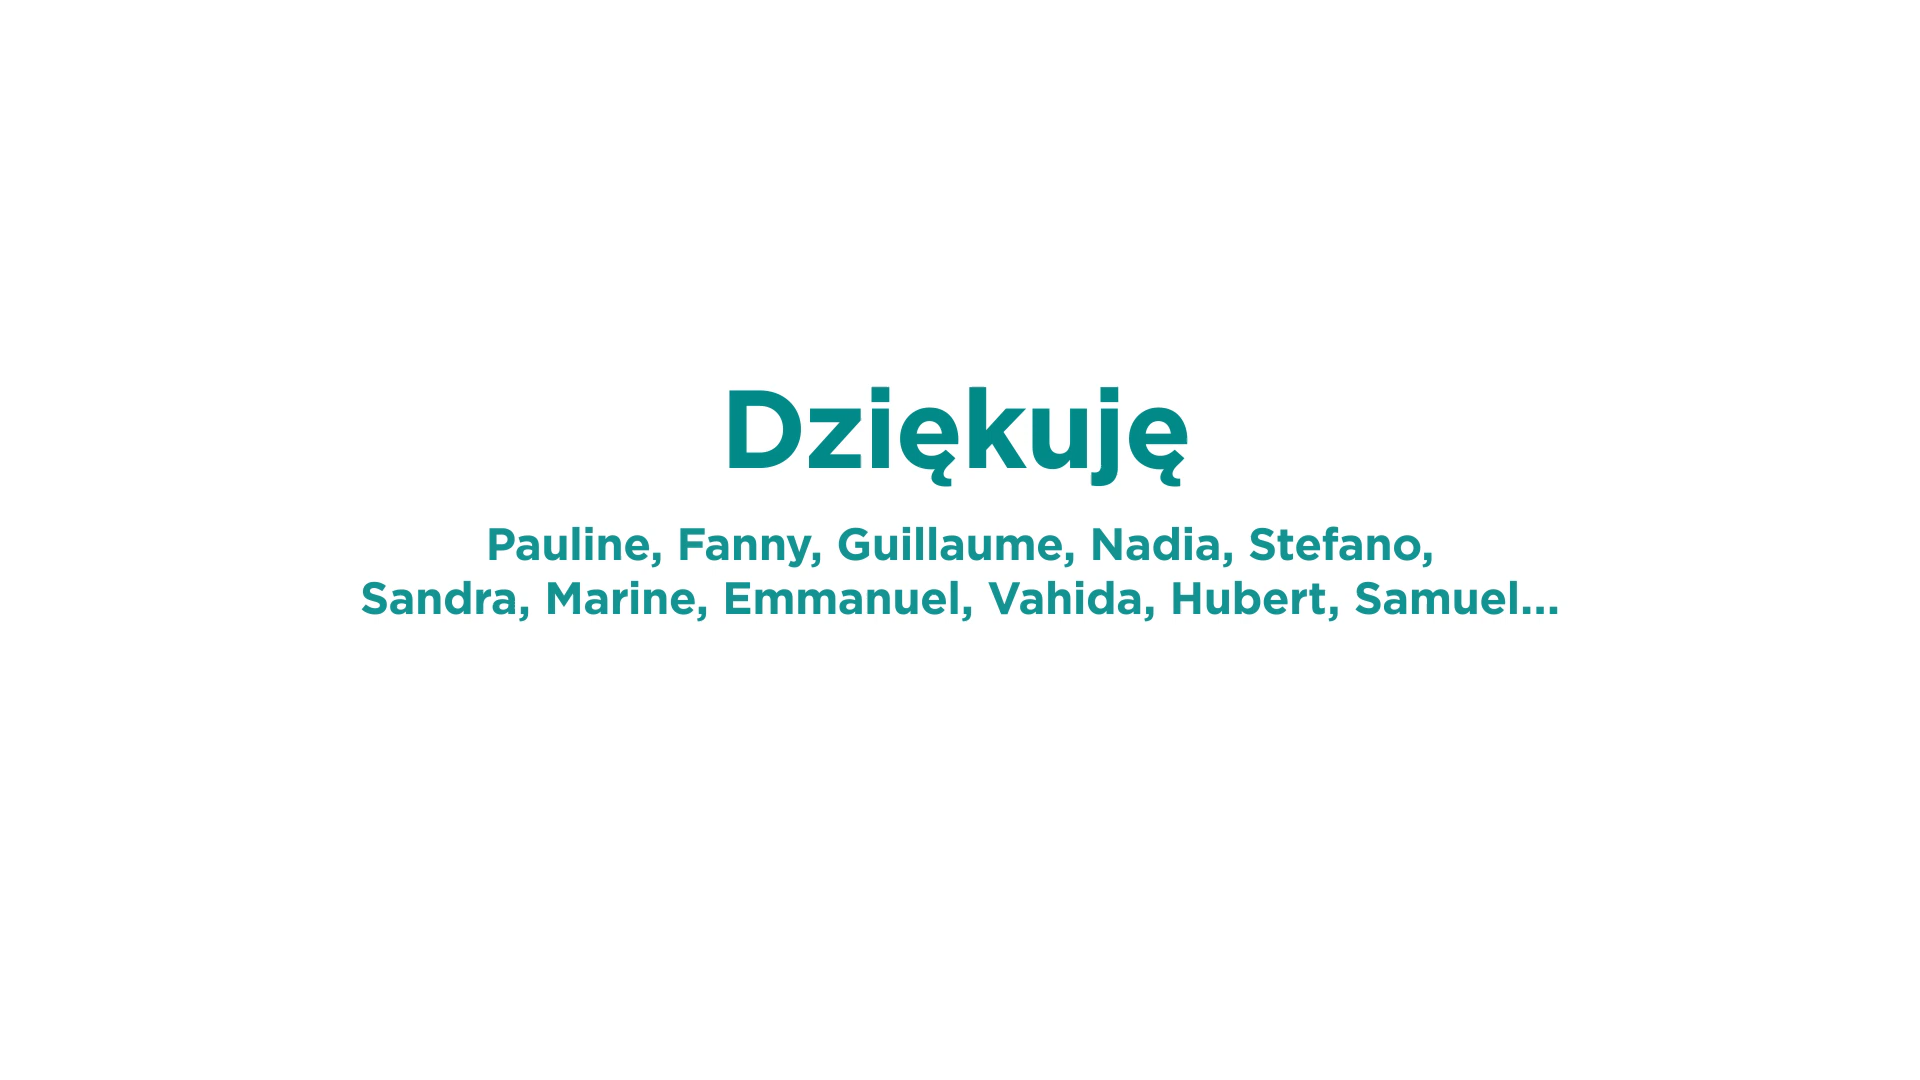 Dziękuję
Pauline, Fanny, Guillaume, Nadia, Stefano,
Sandra, Marine, Emmanuel, Vahida, Hubert, Samuel...